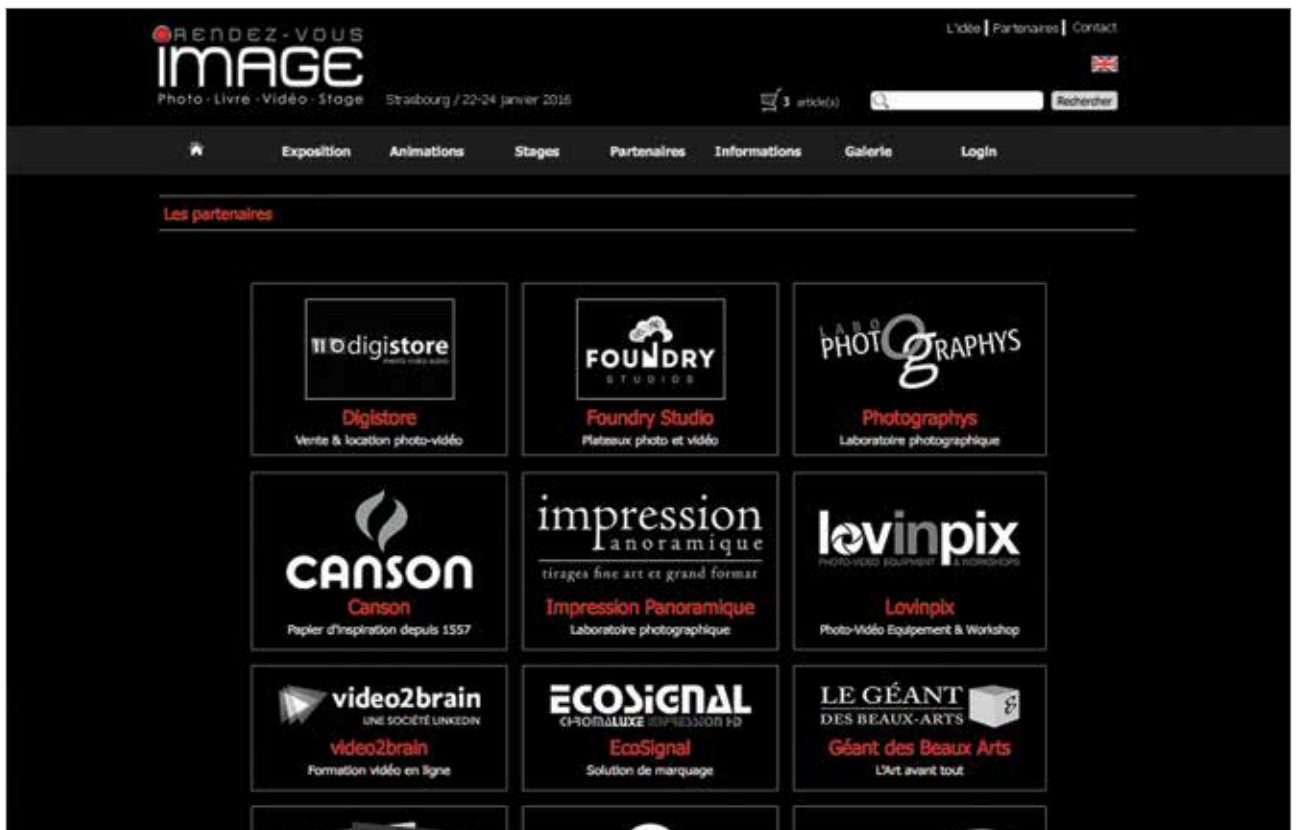 RENDEZ-VOUS
IMAGE
Photo·Livre·Vidéo·Stage
Strasbourg / 22-24 janvier 2016
L'idée | Partenaires | Contact
3 article(s)
Rechercher
Exposition Animations Stages Partenaires Informations Galerie Login
Les partenaires
digistore
PHOTO VIDEO AUDIO
Digistore
Vente & location photo-vidéo
FOUNDRY
STUDIOS
Foundry Studio
Plateaux photo et vidéo
LABO
PHOTOGRAPHYS
Photographys
Laboratoire photographique
CANSON
Canson
Papier d'inspiration depuis 1557
impression
Panoramique
tirages fine art et grand format
Impression Panoramique
Laboratoire photographique
lovinpix
PHOTO-VIDEO EQUIPMENT & WORKSHOPS
Lovinpix
Photo-Vidéo Equipement & Workshop
video2brain
UNE SOCIÉTÉ LINKEDIN
video2brain
Formation vidéo en ligne
ECOSiGNAL
CHROMALUXE IMPRESSION HD
EcoSignal
Solution de marquage
LE GÉANT
DES BEAUX-ARTS
Géant des Beaux Arts
L'Art avant tout